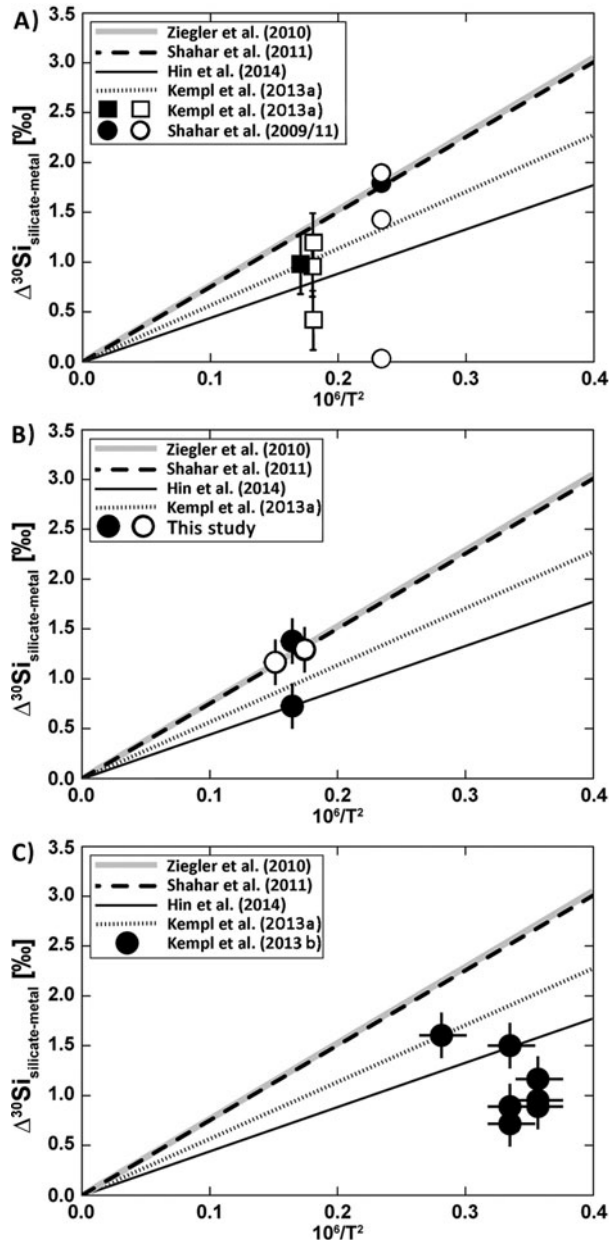 A)
3.5
3.0
2.5
2.0
1.5
1.0
0.5
0.0
Δ³⁰Si silicate-metal [‰]
Ziegler et al. (2010)
Shahar et al. (2011)
Hin et al. (2014)
Kempl et al. (2013a)
Kempl et al. (2013a)
Shahar et al. (2009/11)
0.0 0.1 0.2 0.3 0.4
10⁶/T²
B)
3.5
3.0
2.5
2.0
1.5
1.0
0.5
0.0
Δ³⁰Si silicate-metal [‰]
Ziegler et al. (2010)
Shahar et al. (2011)
Hin et al. (2014)
Kempl et al. (2013a)
This study
0.0 0.1 0.2 0.3 0.4
10⁶/T²
C)
3.5
3.0
2.5
2.0
1.5
1.0
0.5
0.0
Δ³⁰Si silicate-metal [‰]
Ziegler et al. (2010)
Shahar et al. (2011)
Hin et al. (2014)
Kempl et al. (2013a)
Kempl et al. (2013 b)
0.0 0.1 0.2 0.3 0.4
10⁶/T²